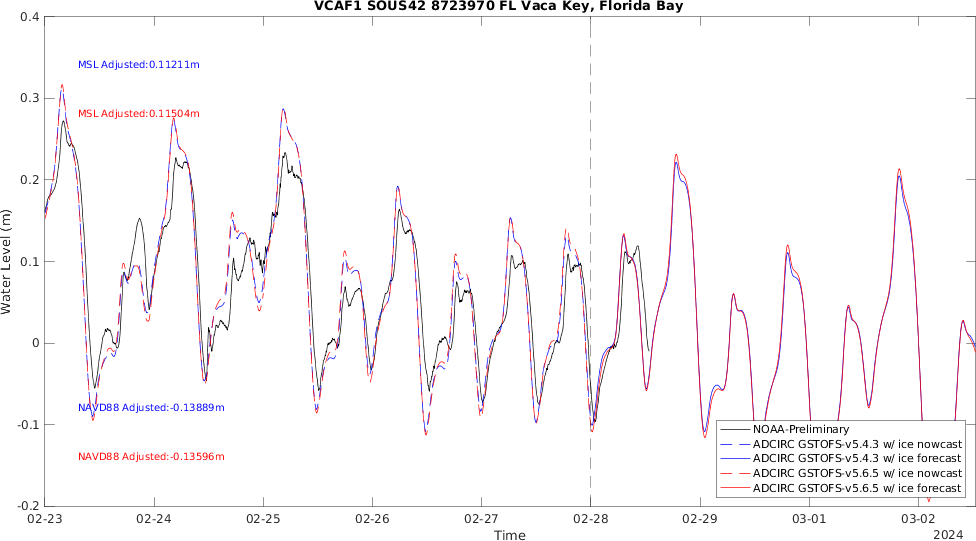 VCAF1 SOUS42 8723970 FL Vaca Key, Florida Bay
Water Level (m)
0.4
0.3
0.2
0.1
0
-0.1
-0.2
MSL Adjusted:0.11211m
MSL Adjusted:0.11504m
NAVD88 Adjusted:-0.13889m
NAVD88 Adjusted:-0.13596m
NOAA-Preliminary
ADCIRC GSTOFS-v5.4.3 w/ ice nowcast
ADCIRC GSTOFS-v5.4.3 w/ ice forecast
ADCIRC GSTOFS-v5.6.5 w/ ice nowcast
ADCIRC GSTOFS-v5.6.5 w/ ice forecast
02-23 02-24 02-25 02-26 02-27 02-28 02-29 03-01 03-02
Time
2024